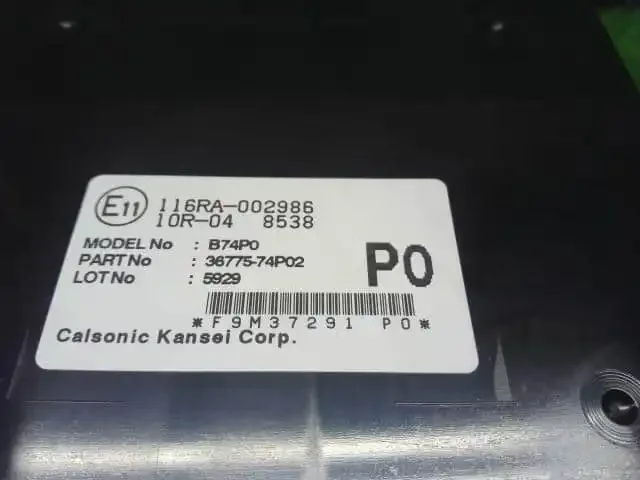 E11 116RA-002986
10R-04 8538
MODEL No : B74P0
PART No : 36775-74P02
LOT No : 5929
P0
*F9M37291 P0*
Calsonic Kansei Corp.